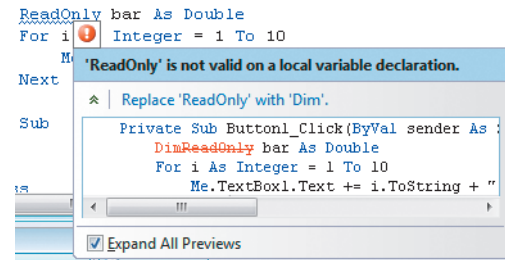 ReadOnly bar As Double
For i Integer = 1 To 10
M
'ReadOnly' is not valid on a local variable declaration.
Next
Replace 'ReadOnly' with 'Dim'.
Sub
Private Sub Button1_Click(ByVal sender As
DimReadOnly bar As Double
For i As Integer = 1 To 10
Me.TextBox1.Text += i.ToString + "
Expand All Previews